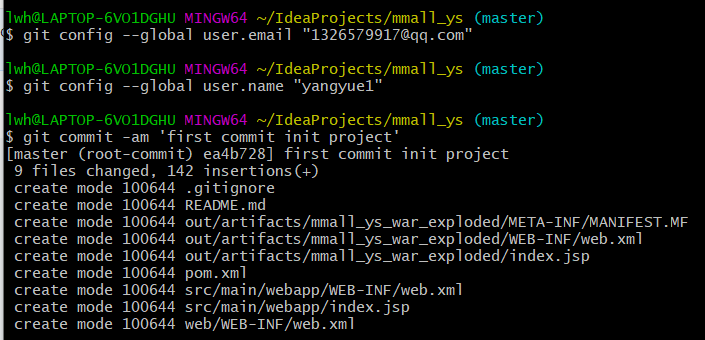 lwh@LAPTOP-6VO1DGHU MINGW64 ~/IdeaProjects/mmall_ys (master)
$ git config --global user.email "1326579917@qq.com"
lwh@LAPTOP-6VO1DGHU MINGW64 ~/IdeaProjects/mmall_ys (master)
$ git config --global user.name "yangyue1"
lwh@LAPTOP-6VO1DGHU MINGW64 ~/IdeaProjects/mmall_ys (master)
$ git commit -am 'first commit init project'
[master (root-commit) ea4b728] first commit init project
 9 files changed, 142 insertions(+)
 create mode 100644 .gitignore
 create mode 100644 README.md
 create mode 100644 out/artifacts/mmall_ys_war_exploded/META-INF/MANIFEST.MF
 create mode 100644 out/artifacts/mmall_ys_war_exploded/WEB-INF/web.xml
 create mode 100644 out/artifacts/mmall_ys_war_exploded/index.jsp
 create mode 100644 pom.xml
 create mode 100644 src/main/webapp/WEB-INF/web.xml
 create mode 100644 src/main/webapp/index.jsp
 create mode 100644 web/WEB-INF/web.xml